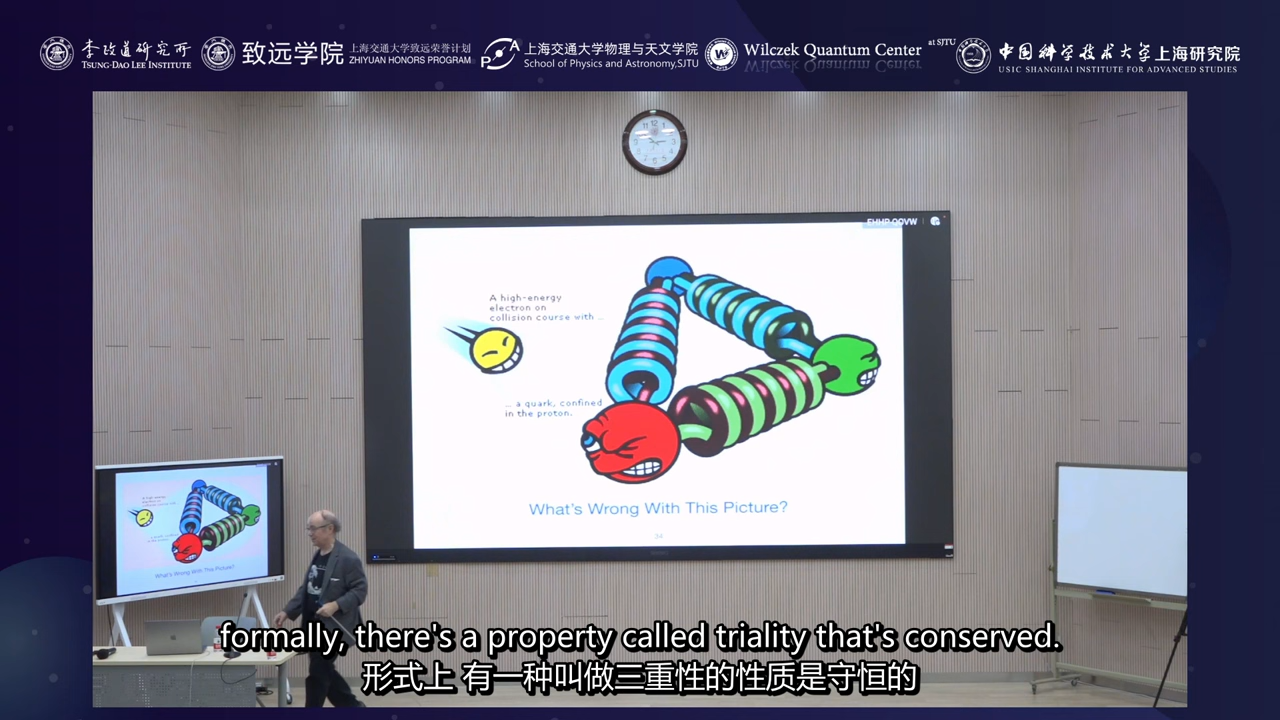 李政道研究所
TSUNG-DAO LEE INSTITUTE
致远学院
上海交通大学致远荣誉计划
ZHIYUAN HONORS PROGRAM
上海交通大学物理与天文学院
School of Physics and Astronomy,SJTU
Wilczek Quantum Center
at SJTU
中国科学技术大学上海研究院
USTC SHANGHAI INSTITUTE FOR ADVANCED STUDIES
A high-energy
electron on
collision course with ...
... a quark, confined
in the proton.
What's Wrong With This Picture?
34
What's Wrong With This Picture?
formally, there's a property called triality that's conserved.
形式上 有一种叫做三重性的性质是守恒的